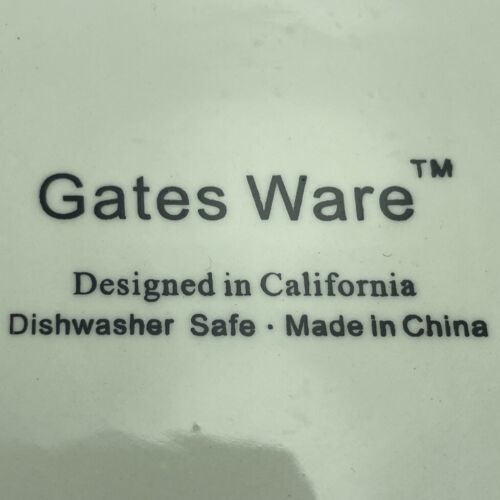 Gates Ware™
Designed in California
Dishwasher Safe · Made in China